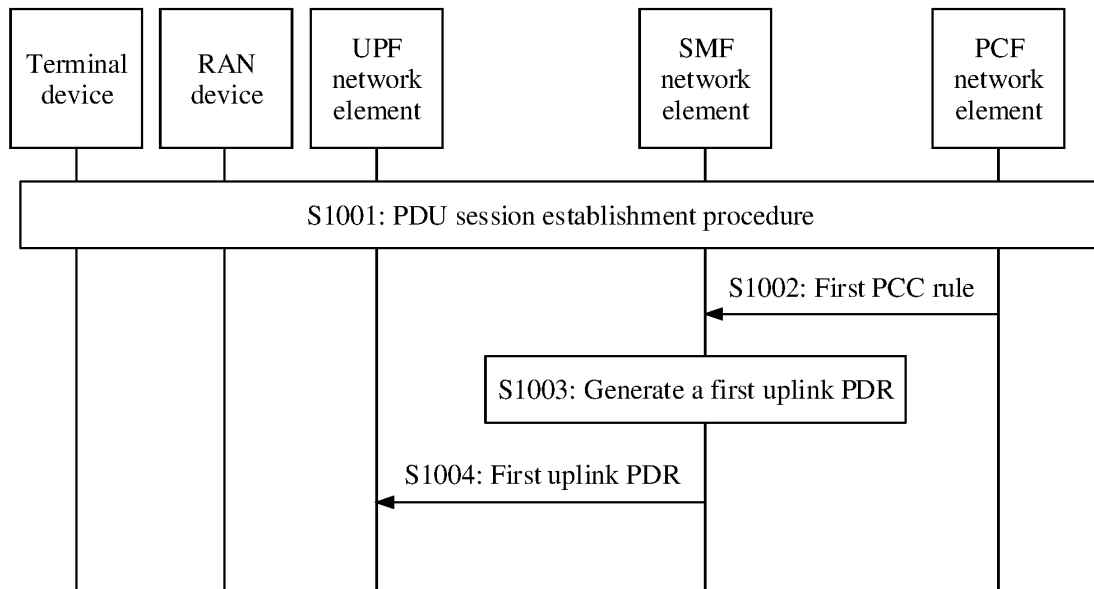 Terminal
device
RAN
device
UPF
network
element
SMF
network
element
PCF
network
element
S1001: PDU session establishment procedure
S1002: First PCC rule
S1003: Generate a first uplink PDR
S1004: First uplink PDR